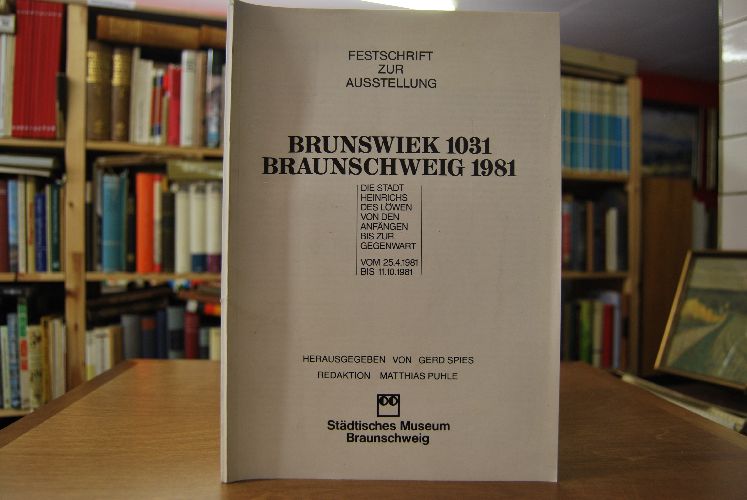 FESTSCHRIFT
ZUR
AUSSTELLUNG
BRUNSWIEK 1031
BRAUNSCHWEIG 1981
DIE STADT
HEINRICHS
DES LÖWEN
VON DEN
ANFÄNGEN
BIS ZUR
GEGENWART
VOM 25.4.1981
BIS 11.10.1981
HERAUSGEGEBEN VON GERD SPIES
REDAKTION MATTHIAS PUHLE
Städtisches Museum
Braunschweig